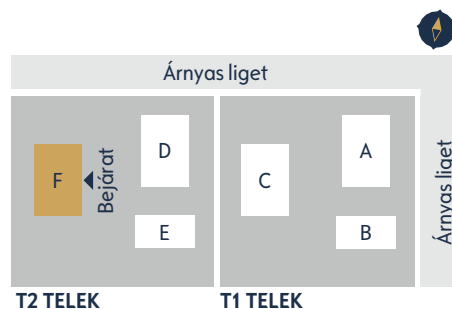 Árnyas liget
D
A
F
Bejárat
C
E
B
Árnyas liget
T2 TELEK
T1 TELEK